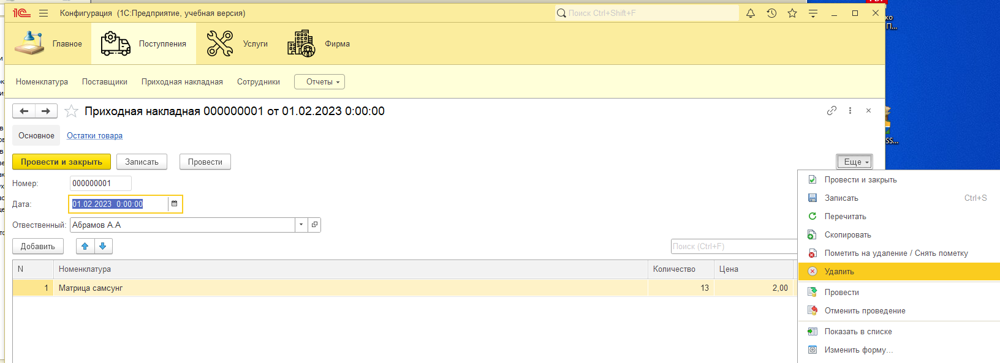 Конфигурация (1С:Предприятие, учебная версия)
Поиск Ctrl+Shift+F
Главное
Поступления
Услуги
Фирма
Номенклатура Поставщики Приходная накладная Сотрудники Отчеты
Приходная накладная 000000001 от 01.02.2023 0:00:00
Основное Остатки товара
Провести и закрыть Записать Провести Еще
Номер: 000000001
Дата: 01.02.2023 0:00:00
Ответственный: Абрамов А.А
Добавить Поиск (Ctrl+F)
N Номенклатура Количество Цена
1 Матрица самсунг 13 2,00
Провести и закрыть
Записать Ctrl+S
Перечитать
Скопировать
Пометить на удаление / Снять пометку
Удалить
Провести
Отменить проведение
Показать в списке
Изменить форму...